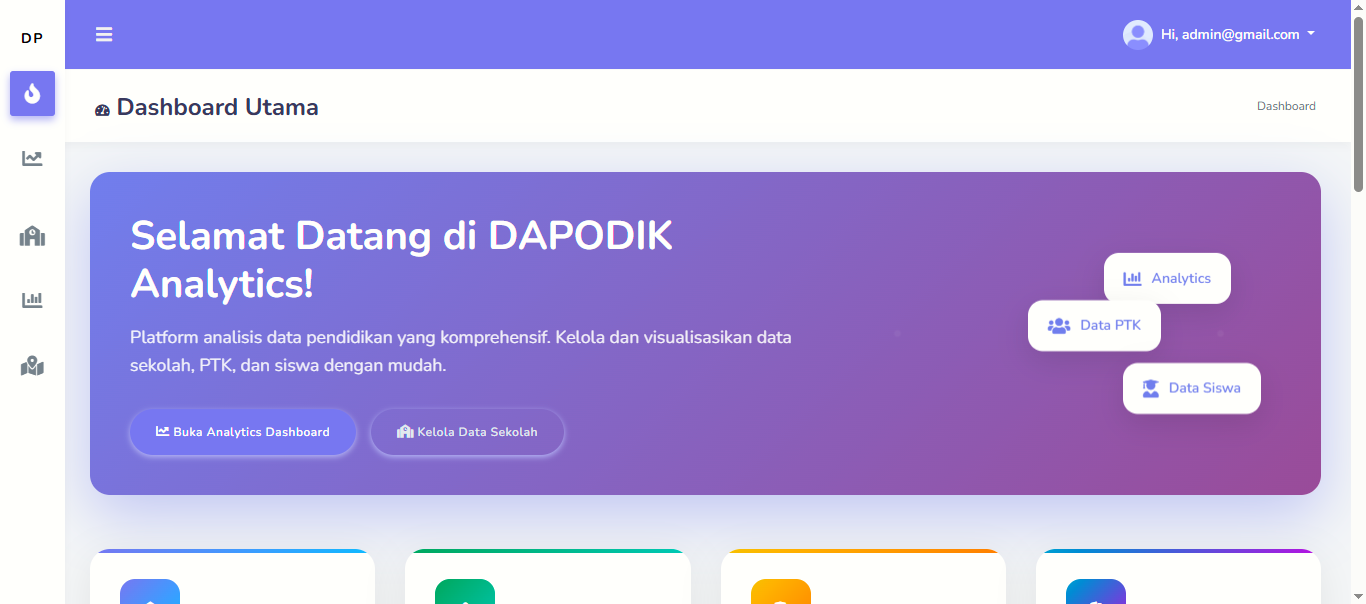 DP
Hi, admin@gmail.com
Dashboard Utama
Dashboard
Selamat Datang di DAPODIK
Analytics!
Platform analisis data pendidikan yang komprehensif. Kelola dan visualisasikan data
sekolah, PTK, dan siswa dengan mudah.
Buka Analytics Dashboard
Kelola Data Sekolah
Analytics
Data PTK
Data Siswa